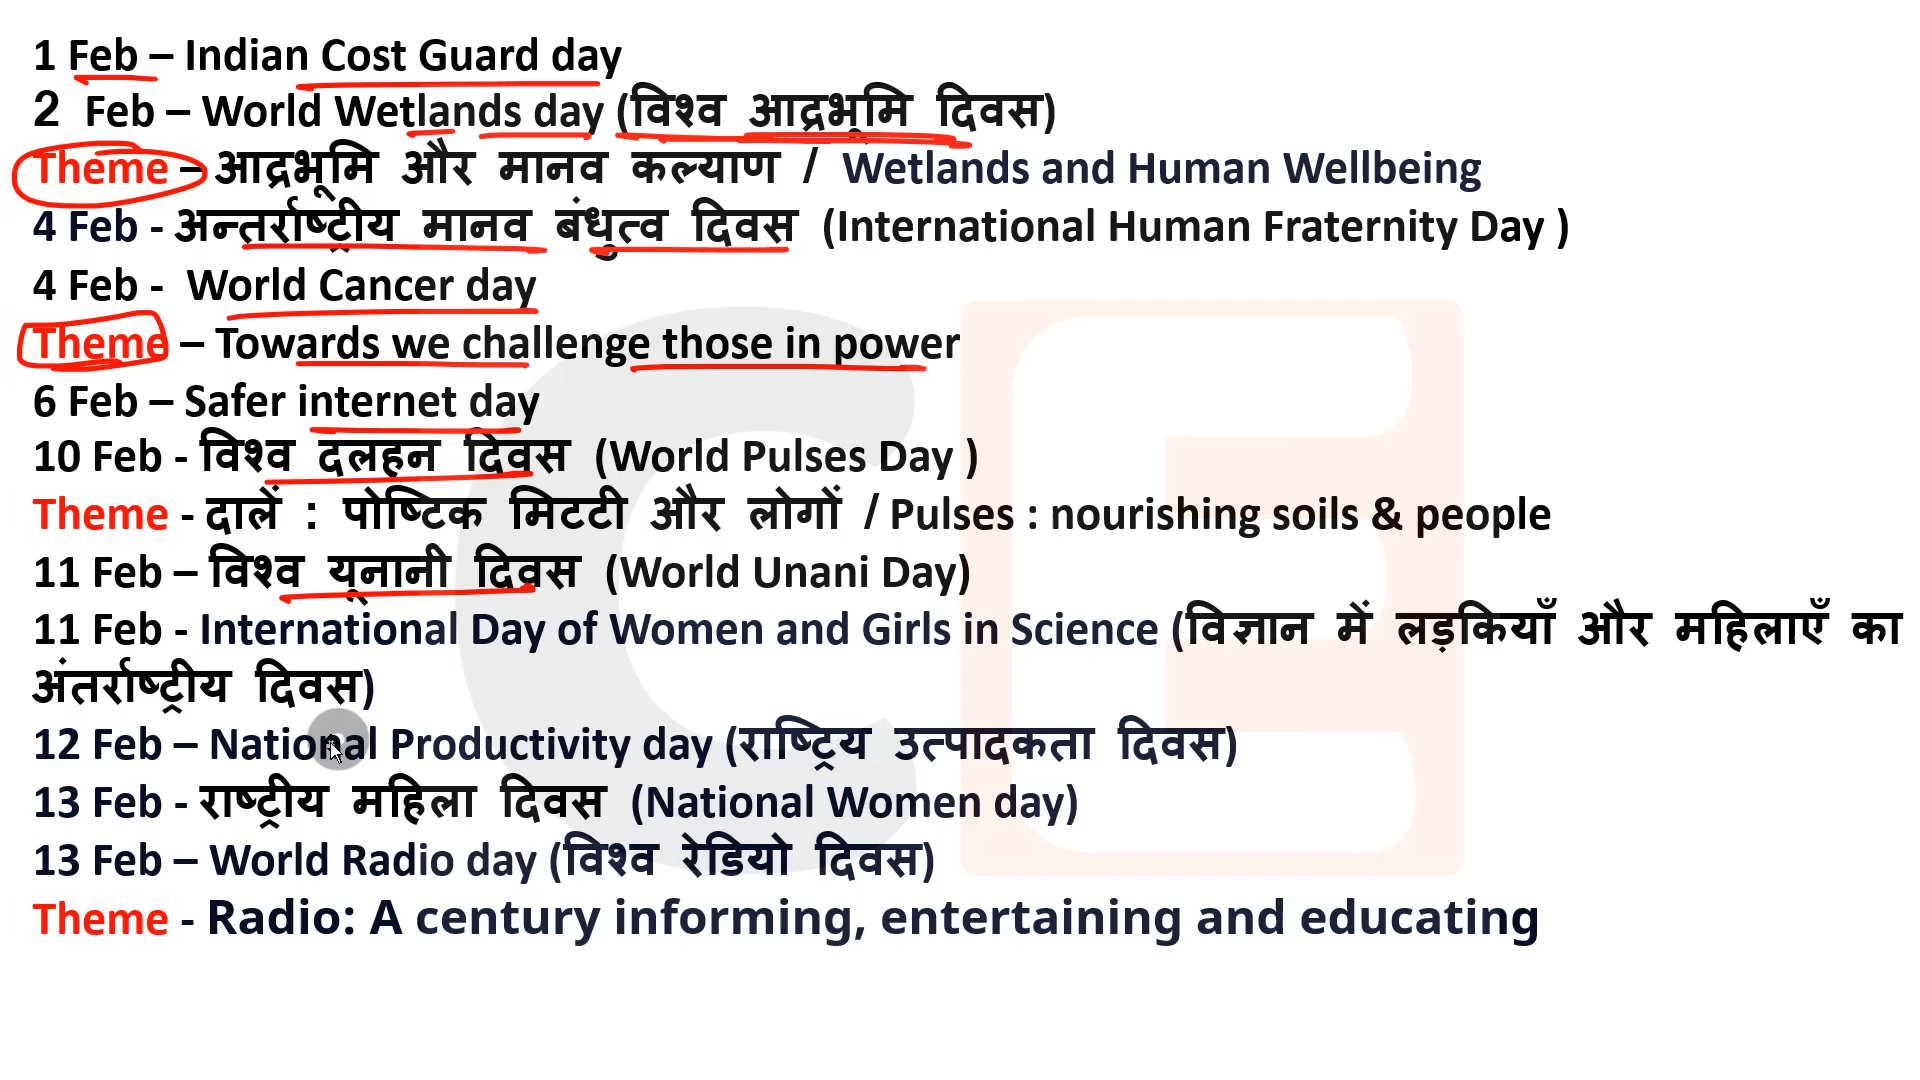 1 Feb – Indian Cost Guard day
2 Feb – World Wetlands day (विश्व आद्रभूमि दिवस)
Theme – आद्रभूमि और मानव कल्याण / Wetlands and Human Wellbeing
4 Feb - अन्तर्राष्ट्रीय मानव बंधुत्व दिवस (International Human Fraternity Day )
4 Feb - World Cancer day
Theme – Towards we challenge those in power
6 Feb – Safer internet day
10 Feb - विश्व दलहन दिवस (World Pulses Day )
Theme - दालें : पोष्टिक मिटटी और लोगों / Pulses : nourishing soils & people
11 Feb – विश्व यूनानी दिवस (World Unani Day)
11 Feb - International Day of Women and Girls in Science (विज्ञान में लड़कियाँ और महिलाएँ का
अंतर्राष्ट्रीय दिवस)
12 Feb – National Productivity day (राष्ट्रिय उत्पादकता दिवस)
13 Feb - राष्ट्रीय महिला दिवस (National Women day)
13 Feb – World Radio day (विश्व रेडियो दिवस)
Theme - Radio: A century informing, entertaining and educating